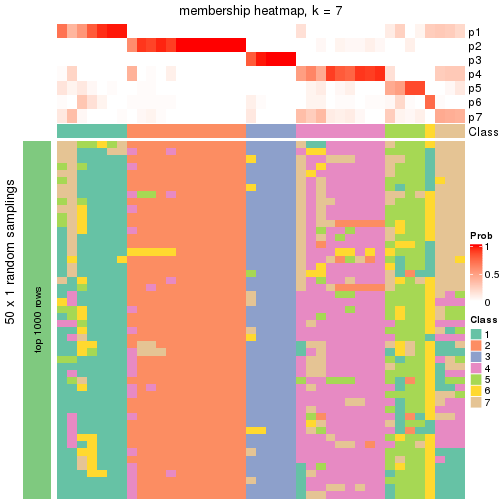 membership heatmap, k = 7
p1
p2
p3
p4
p5
p6
p7
Class
50 x 1 random samplings
top 1000 rows
Prob
1
0.5
0
Class
1
2
3
4
5
6
7